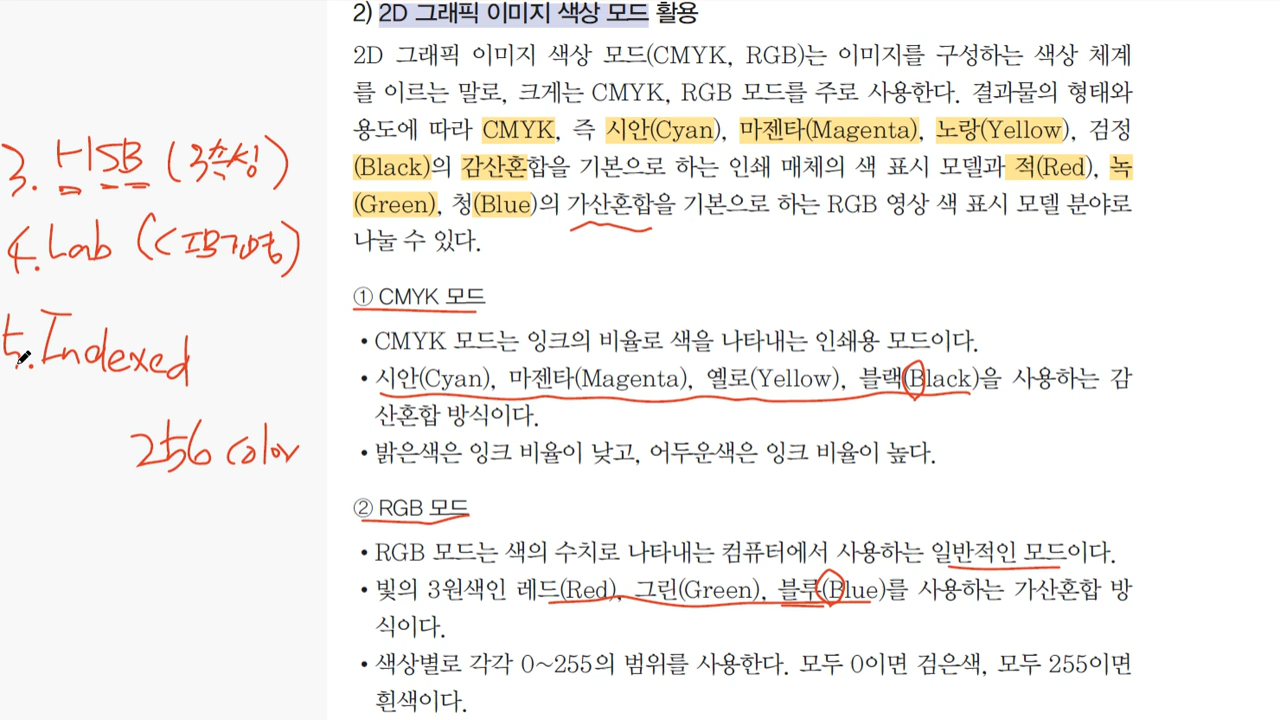 2) 2D 그래픽 이미지 색상 모드 활용
2D 그래픽 이미지 색상 모드(CMYK, RGB)는 이미지를 구성하는 색상 체계
를 이르는 말로, 크게는 CMYK, RGB 모드를 주로 사용한다. 결과물의 형태와
용도에 따라 CMYK, 즉 시안(Cyan), 마젠타(Magenta), 노랑(Yellow), 검정
(Black)의 감산혼합을 기본으로 하는 인쇄 매체의 색 표시 모델과 적(Red), 녹
(Green), 청(Blue)의 가산혼합을 기본으로 하는 RGB 영상 색 표시 모델 분야로
나눌 수 있다.
① CMYK 모드
• CMYK 모드는 잉크의 비율로 색을 나타내는 인쇄용 모드이다.
• 시안(Cyan), 마젠타(Magenta), 옐로(Yellow), 블랙(Black)을 사용하는 감
산혼합 방식이다.
• 밝은색은 잉크 비율이 낮고, 어두운색은 잉크 비율이 높다.
② RGB 모드
• RGB 모드는 색의 수치로 나타내는 컴퓨터에서 사용하는 일반적인 모드이다.
• 빛의 3원색인 레드(Red), 그린(Green), 블루(Blue)를 사용하는 가산혼합 방
식이다.
• 색상별로 각각 0~255의 범위를 사용한다. 모두 0이면 검은색, 모두 255이면
흰색이다.
3. HSB (3속성)
4. Lab
5. Indexed
256 color